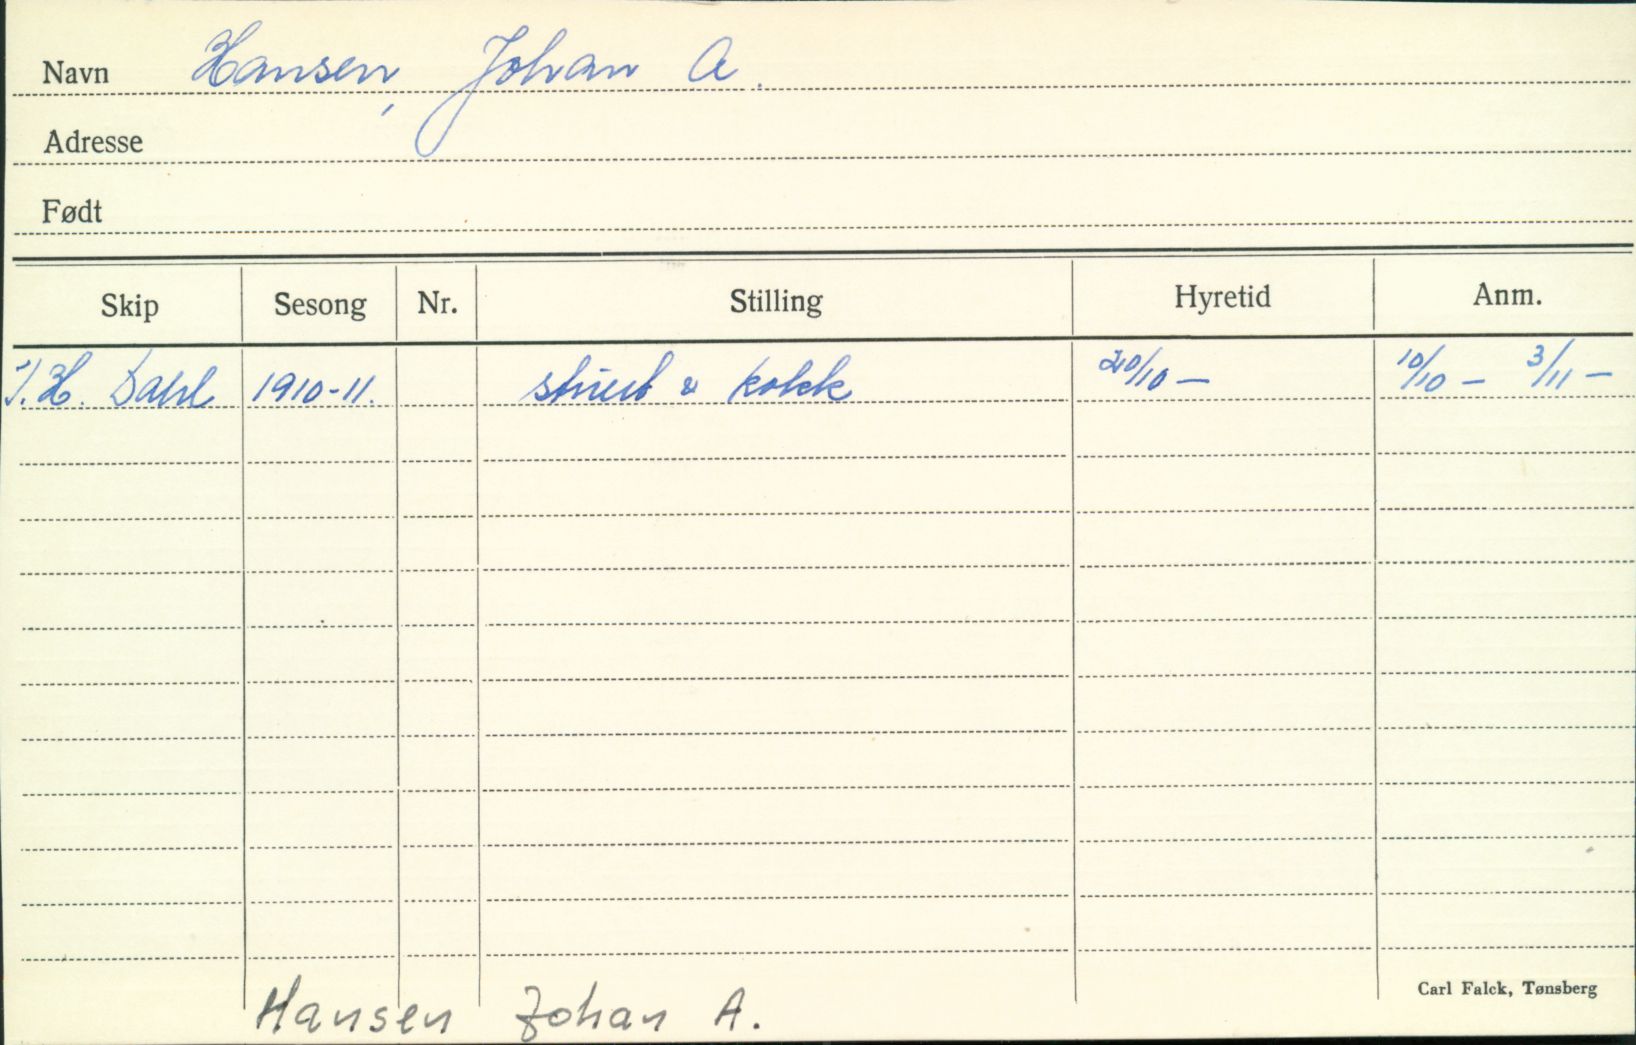 Navn Hansen, Johan A.
Adresse
Født
Skip Sesong Nr. Stilling Hyretid Anm.
T. H. Dahl 1910-11. stuert & kokk 20/10 — 10/10 — 3/11 —
Carl Falck, Tønsberg
Hansen Johan A.